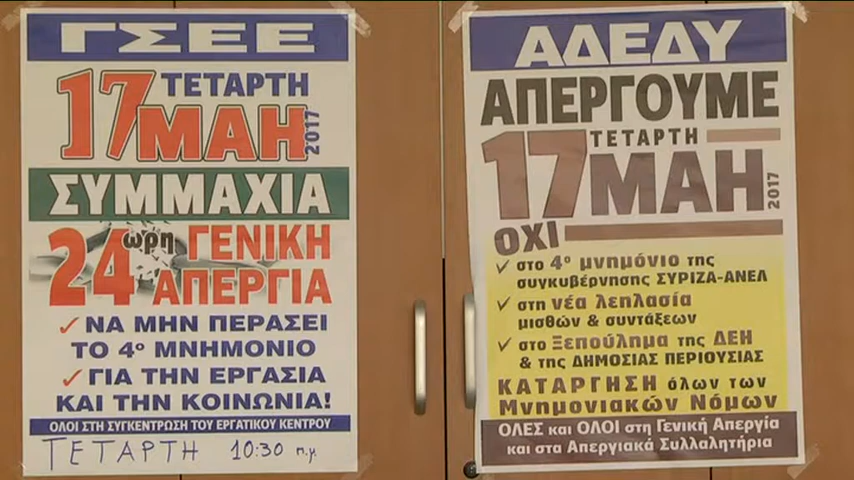 ΓΣΕΕ
17 ΤΕΤΑΡΤΗ
ΜΑΗ 2017
ΣΥΜΜΑΧΙΑ
24ωρη ΓΕΝΙΚΗ
ΑΠΕΡΓΙΑ
✓ ΝΑ ΜΗΝ ΠΕΡΑΣΕΙ
ΤΟ 4ο ΜΝΗΜΟΝΙΟ
✓ ΓΙΑ ΤΗΝ ΕΡΓΑΣΙΑ
ΚΑΙ ΤΗΝ ΚΟΙΝΩΝΙΑ!
ΟΛΟΙ ΣΤΗ ΣΥΓΚΕΝΤΡΩΣΗ ΤΟΥ ΕΡΓΑΤΙΚΟΥ ΚΕΝΤΡΟΥ
ΤΕΤΑΡΤΗ 10:30 π.μ.
ΑΔΕΔΥ
ΑΠΕΡΓΟΥΜΕ
17 ΤΕΤΑΡΤΗ
ΜΑΗ 2017
ΟΧΙ
✓ στο 4ο μνημόνιο της
συγκυβέρνησης ΣΥΡΙΖΑ-ΑΝΕΛ
✓ στη νέα λεηλασία
μισθών & συντάξεων
✓ στο Ξεπούλημα της ΔΕΗ
& της ΔΗΜΟΣΙΑΣ ΠΕΡΙΟΥΣΙΑΣ
ΚΑΤΑΡΓΗΣΗ όλων των
Μνημονιακών Νόμων
ΟΛΕΣ και ΟΛΟΙ στη Γενική Απεργία
και στα Απεργιακά Συλλαλητήρια